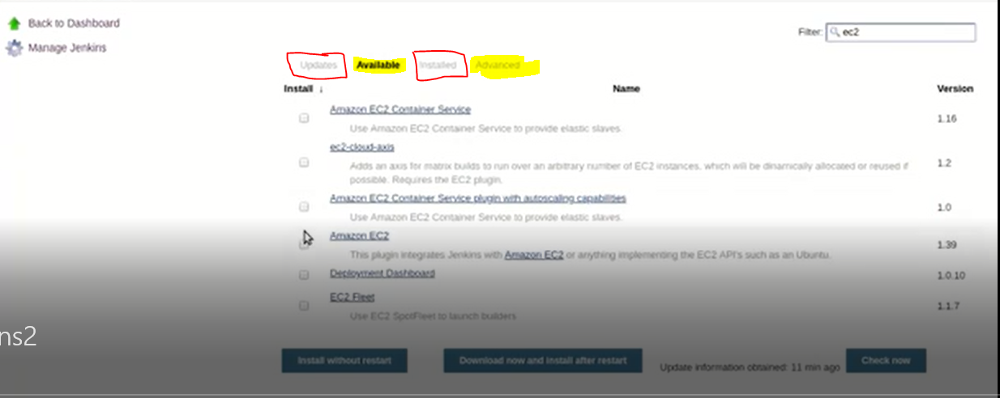 Back to Dashboard
Manage Jenkins
Filter: ec2
Updates Available Installed Advanced
Install ↓ Name Version
Amazon EC2 Container Service
Use Amazon EC2 Container Service to provide elastic slaves.
1.16
ec2-cloud-axis
Adds an axis for matrix builds to run over an arbitrary number of EC2 instances, which will be dinamically allocated or reused if
possible. Requires the EC2 plugin.
1.2
Amazon EC2 Container Service plugin with autoscaling capabilities
Use Amazon EC2 Container Service to provide elastic slaves.
1.0
Amazon EC2
This plugin integrates Jenkins with Amazon EC2 or anything implementing the EC2 API's such as an Ubuntu.
1.39
Deployment Dashboard
1.0.10
EC2 Fleet
Use EC2 SpotFleet to launch builders
1.1.7
ns2
Install without restart Download now and install after restart Update information obtained: 11 min ago Check now